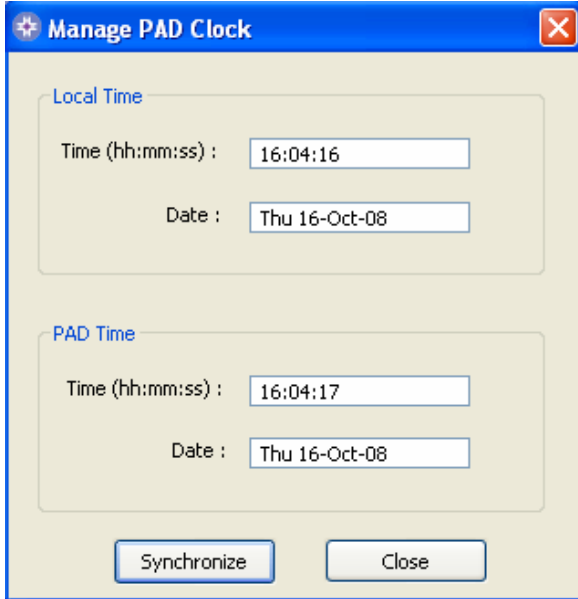 Manage PAD Clock
Local Time
Time (hh:mm:ss) : 16:04:16
Date : Thu 16-Oct-08
PAD Time
Time (hh:mm:ss) : 16:04:17
Date : Thu 16-Oct-08
Synchronize Close